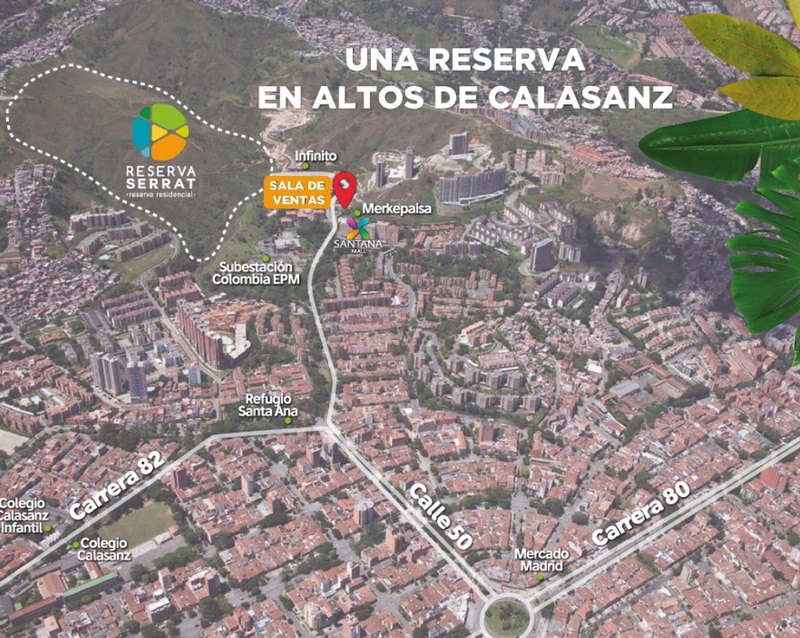 UNA RESERVA
EN ALTOS DE CALASANZ
RESERVA
SERRAT
-reserva residencial-
Infinito
SALA DE
VENTAS
Merkepaisa
SANTANA
MALL
Subestación
Colombia EPM
Refugio
Santa Ana
Carrera 82
Calle 50
Carrera 80
Colegio
Calasanz
Infantil
Colegio
Calasanz
Mercado
Madrid